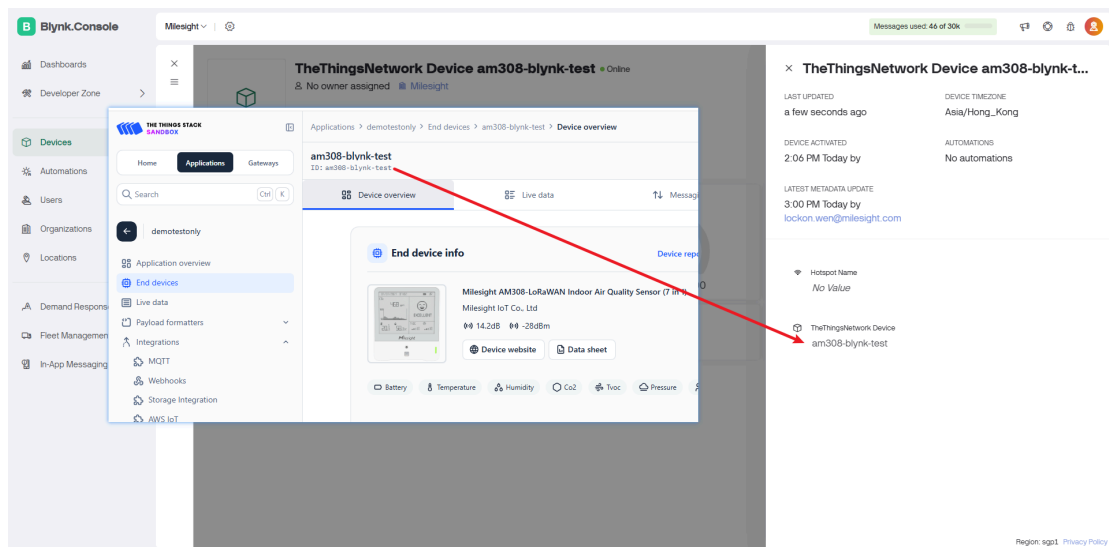 B Blynk.Console
Milesight
Messages used: 46 of 30k
Dashboards
Developer Zone
Devices
Automations
Users
Organizations
Locations
Demand Respons
Fleet Managemen
In-App Messaging
TheThingsNetwork Device am308-blynk-test Online
No owner assigned Milesight
THE THINGS STACK
SANDBOX
Home Applications Gateways
Search Ctrl K
demotestonly
Application overview
End devices
Live data
Payload formatters
Integrations
MQTT
Webhooks
Storage Integration
AWS IoT
Applications > demotestonly > End devices > am308-blynk-test > Device overview
am308-blynk-test
ID: am308-blynk-test
Device overview Live data Messagi
End device info Device repo
Milesight AM308-LoRaWAN Indoor Air Quality Sensor (7 in 1)
Milesight IoT Co., Ltd
14.2dB -28dBm
Device website Data sheet
Battery Temperature Humidity Co2 Tvoc Pressure
TheThingsNetwork Device am308-blynk-t...
LAST UPDATED
a few seconds ago
DEVICE TIMEZONE
Asia/Hong_Kong
DEVICE ACTIVATED
2:06 PM Today by
AUTOMATIONS
No automations
LATEST METADATA UPDATE
3:00 PM Today by
lockon.wen@milesight.com
Hotspot Name
No Value
TheThingsNetwork Device
am308-blynk-test
Region: sgp1 Privacy Policy